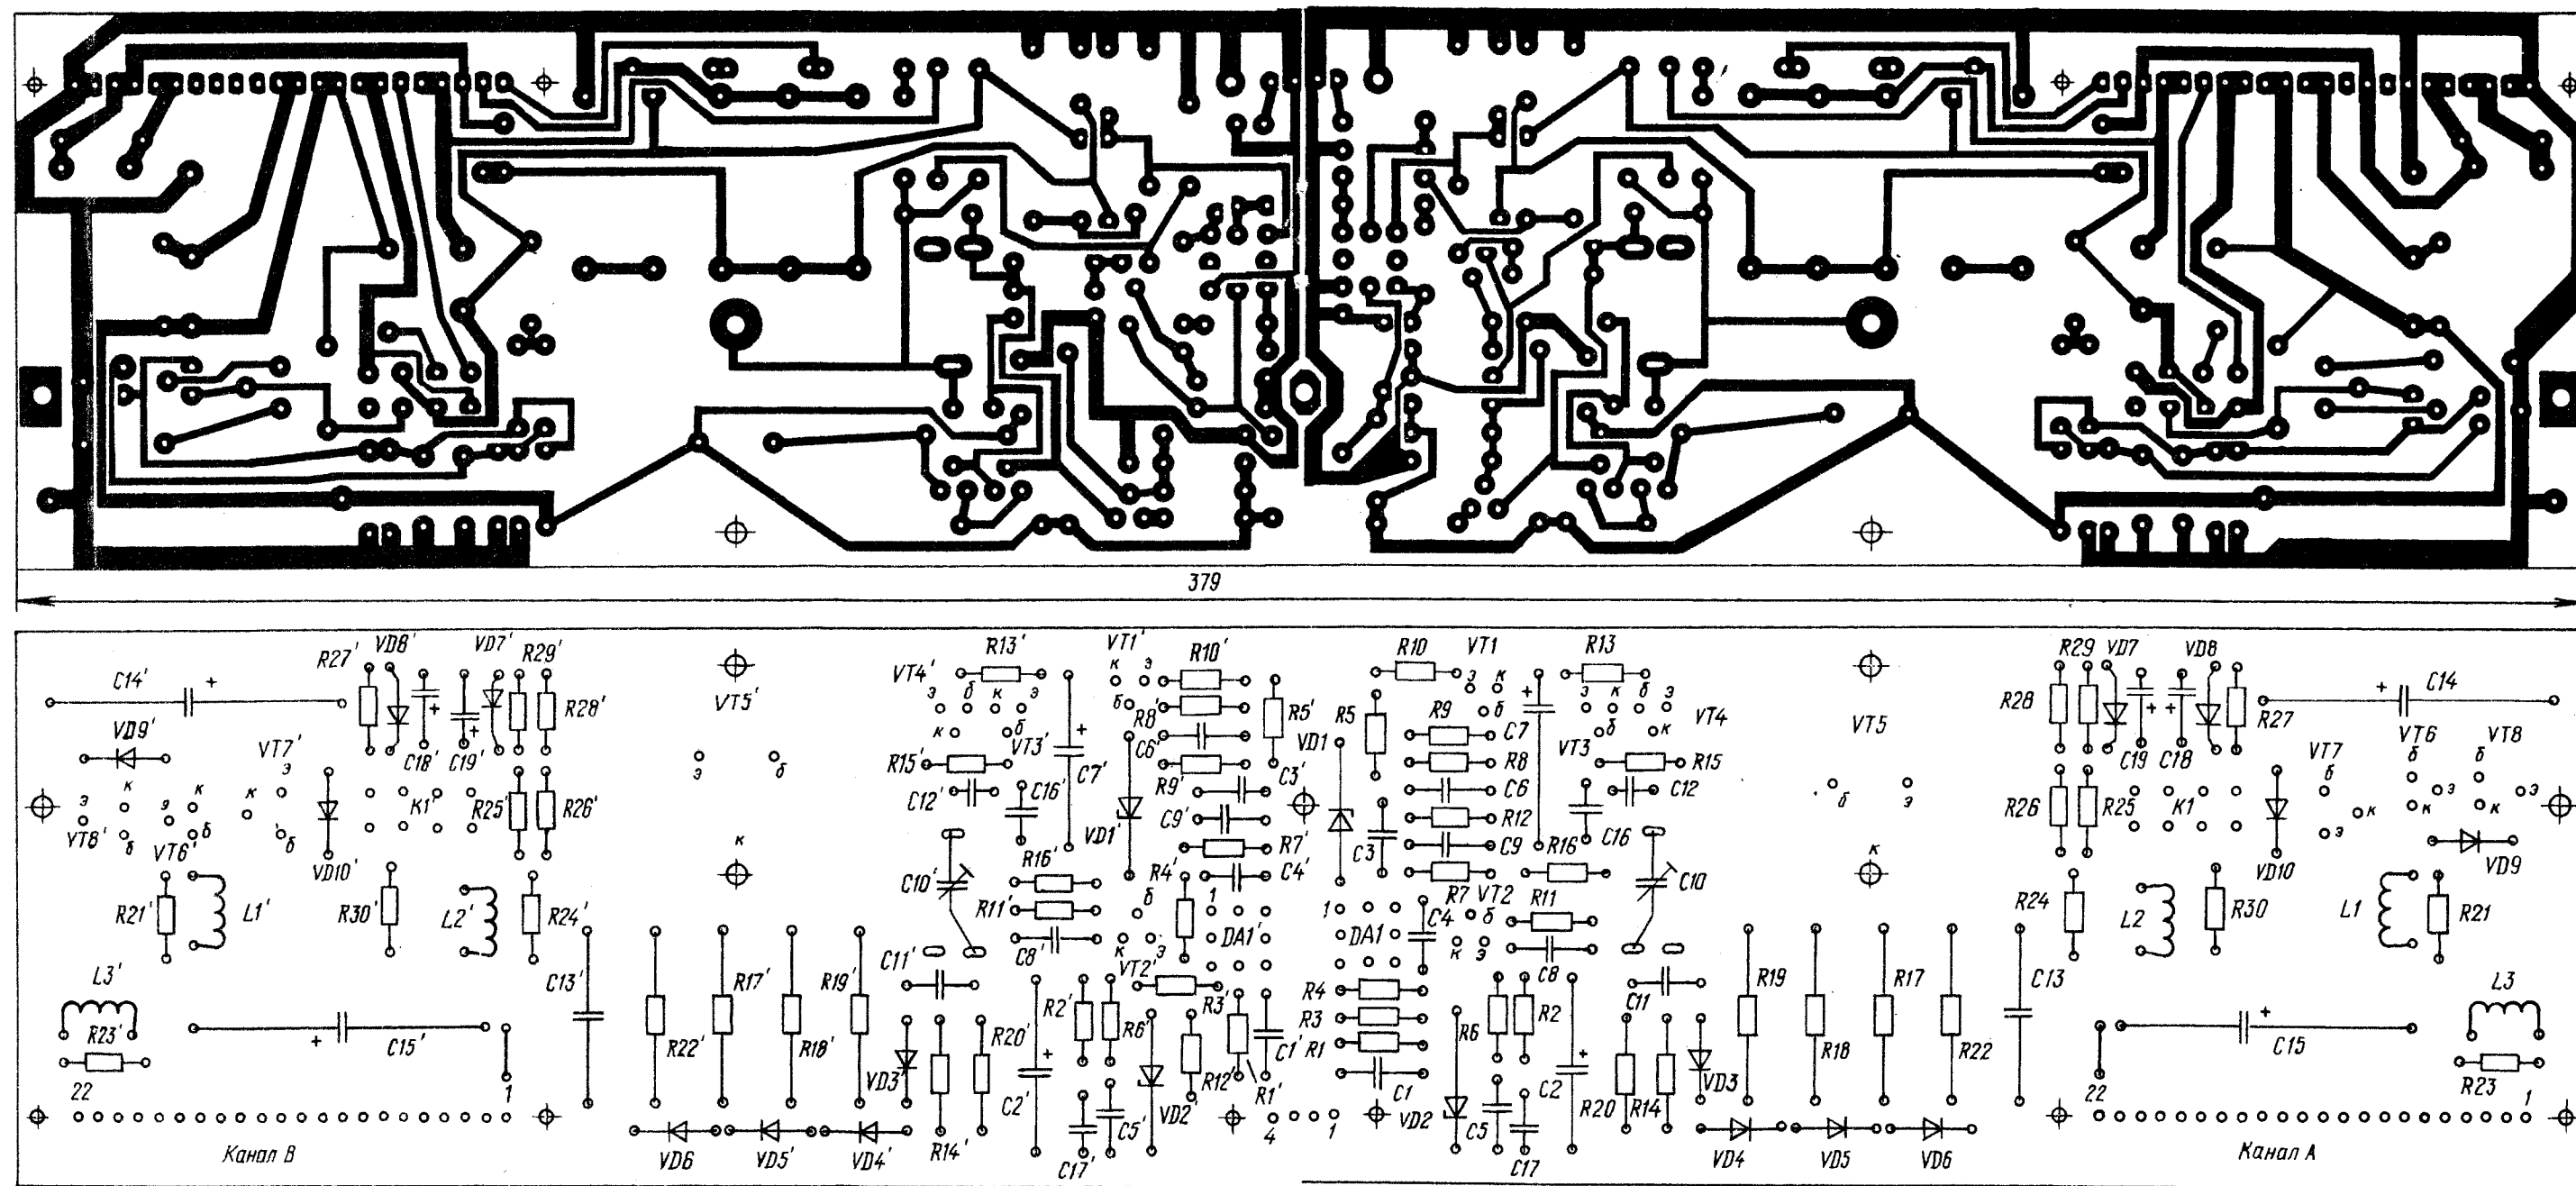 379
R27' VD8' VD7' R29' R13' VT1' R10' R10 VT1 R13 R29 VD7 VD8
C14' + VT4' к э э к C14 +
э б к э б б э к б э
VT5' R28' R8' R5' R5 R9 б C7 VT4 VT5 R28 R27
VD9' VT7' C18' C19' к б VT3' + C6' VD1 VT3 б к C19 C18 VT7 VT6 VT8
э R15' C7' R9' C3' R8 R15 б б б
э к э к к K1' R25' R26' э б C12' C16' C6 C12 б э R26 R25 K1 э к э к э
VT8' б VT6' б б C9' VD1' R12 C16 э
VD10' к R16' R7' C3 C9 R16 к VD10 VD9
C10' R4' C4' C10
R21' L1' R30' L2' R24' R11' б 1 1 R7 VT2 б R11 R24 L2 R30 L1 R21
DA1' DA1 C4
C8' к э к э C8
L3' C13' C11' VT2' C11 C13 L3
R17' R19' R4 R19 R17
R23' + C15' R22' R18' R20' R2' R6' R3' R3 R6 R2 R18 R22 C15 + R23
C1' R1
22 1 VD3' C2' + R12' R1' C1 C2 + R20 R14 VD3 22 1
VD2' VD2
4 1 C5' C5
Канал В VD6 VD5' VD4' R14' C17' C17 VD4 VD5 VD6 Канал А